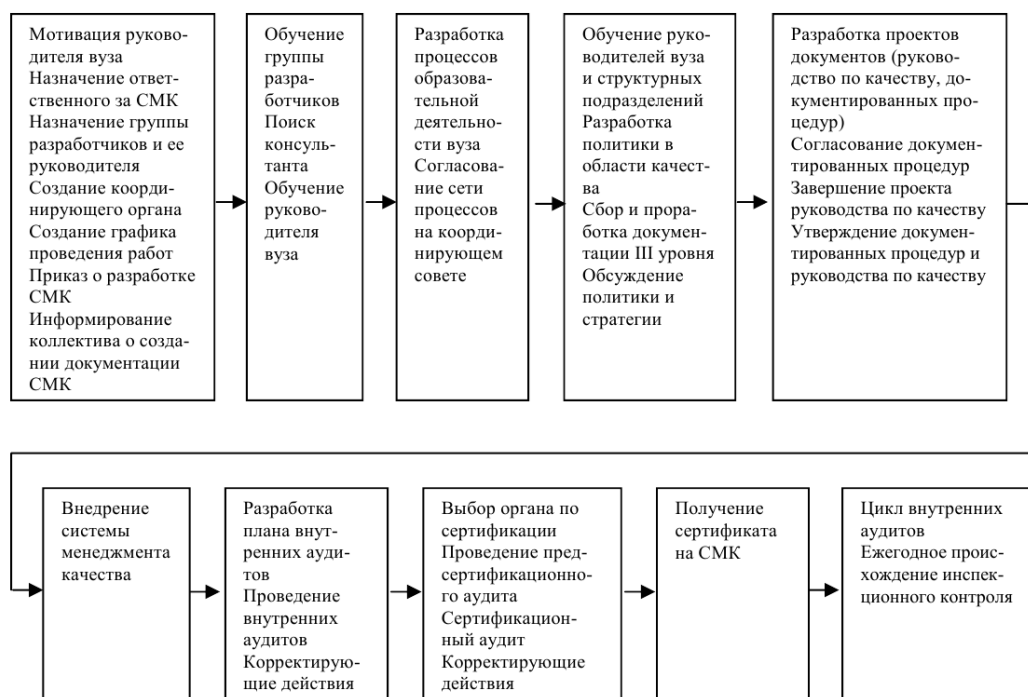 Мотивация руково-
дителя вуза
Назначение ответ-
ственного за СМК
Назначение группы
разработчиков и ее
руководителя
Создание коорди-
нирующего органа
Создание графика
проведения работ
Приказ о разработке
СМК
Информирование
коллектива о созда-
нии документации
СМК
Обучение
группы
разра-
ботчиков
Поиск
консуль-
танта
Обучение
руково-
дителя
вуза
Разработка
процессов
образова-
тельной
деятельно-
сти вуза
Согласова-
ние сети
процессов
на коорди-
нирующем
совете
Обучение руко-
водителей вуза
и структурных
подразделений
Разработка
политики в
области качест-
ва
Сбор и прора-
ботка докумен-
тации III уровня
Обсуждение
политики и
стратегии
Разработка проектов
документов (руково-
дство по качеству, до-
кументированных про-
цедур)
Согласование докумен-
тированных процедур
Завершение проекта
руководства по качеству
Утверждение докумен-
тированных процедур и
руководства по качеству
Внедрение
системы
менеджмента
качества
Разработка
плана внут-
ренних ауди-
тов
Проведение
внутренних
аудитов
Корректирую-
щие действия
Выбор органа по
сертификации
Проведение пред-
сертификационно-
го аудита
Сертификацион-
ный аудит
Корректирующие
действия
Получение
сертификата
на СМК
Цикл внутренних
аудитов
Ежегодное проис-
хождение инспек-
ционного контроля